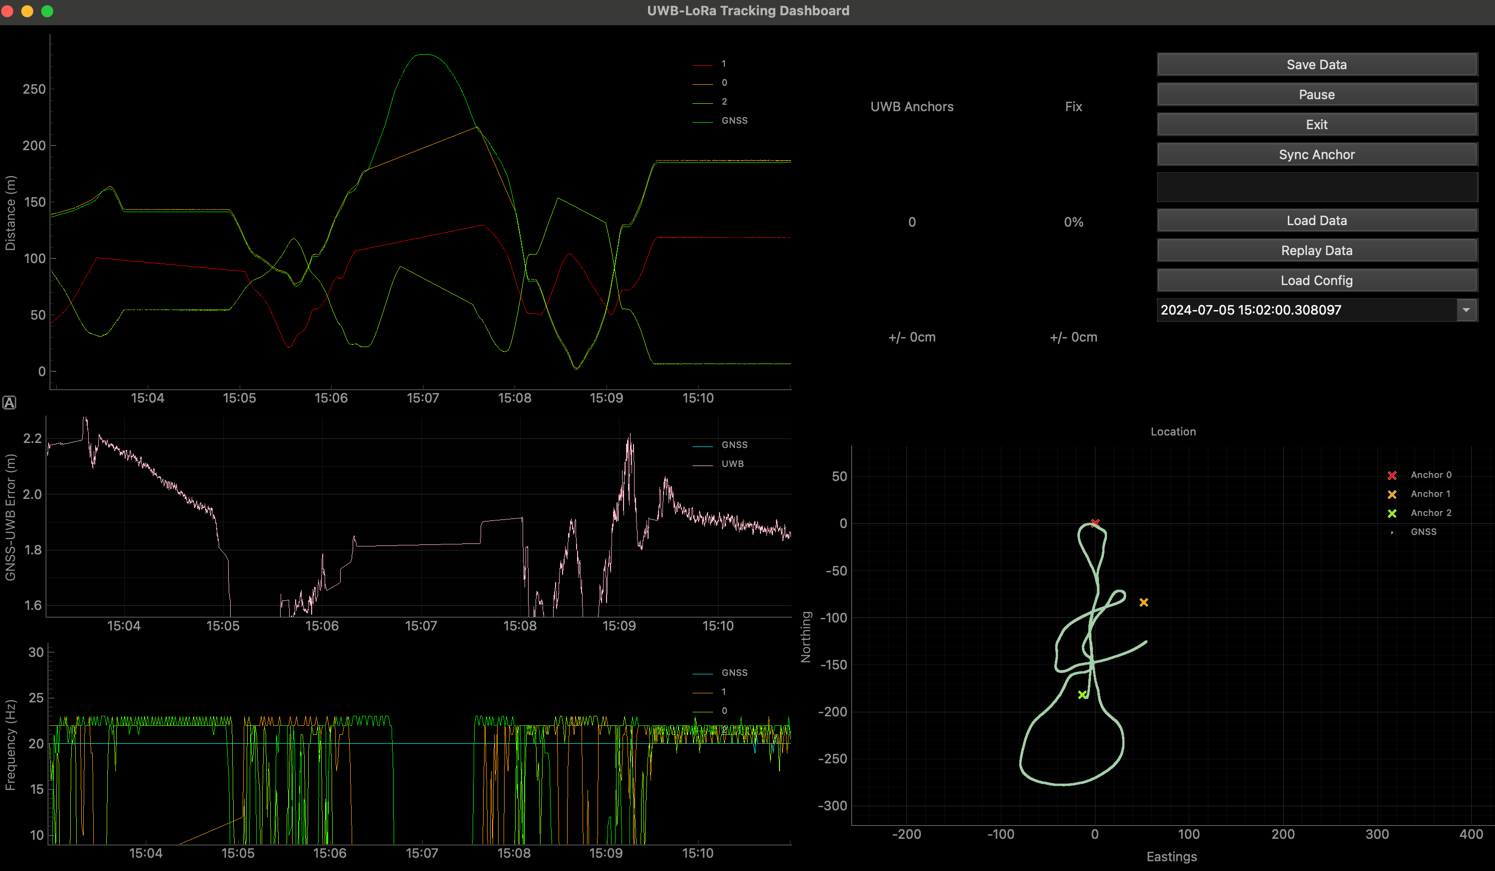 UWB-LoRa Tracking Dashboard
Distance (m)
250
200
150
100
50
0
1
0
2
GNSS
15:04 15:05 15:06 15:07 15:08 15:09 15:10
UWB Anchors Fix
0 0%
+/- 0cm +/- 0cm
Save Data
Pause
Exit
Sync Anchor
Load Data
Replay Data
Load Config
2024-07-05 15:02:00.308097
A
GNSS-UWB Error (m)
2.2
2.0
1.8
1.6
GNSS
UWB
15:04 15:05 15:06 15:07 15:08 15:09 15:10
Frequency (Hz)
30
25
20
15
10
GNSS
1
0
15:04 15:05 15:06 15:07 15:08 15:09 15:10
Location
Northing
50
0
-50
-100
-150
-200
-250
-300
Anchor 0
Anchor 1
Anchor 2
GNSS
-200 -100 0 100 200 300 400
Eastings